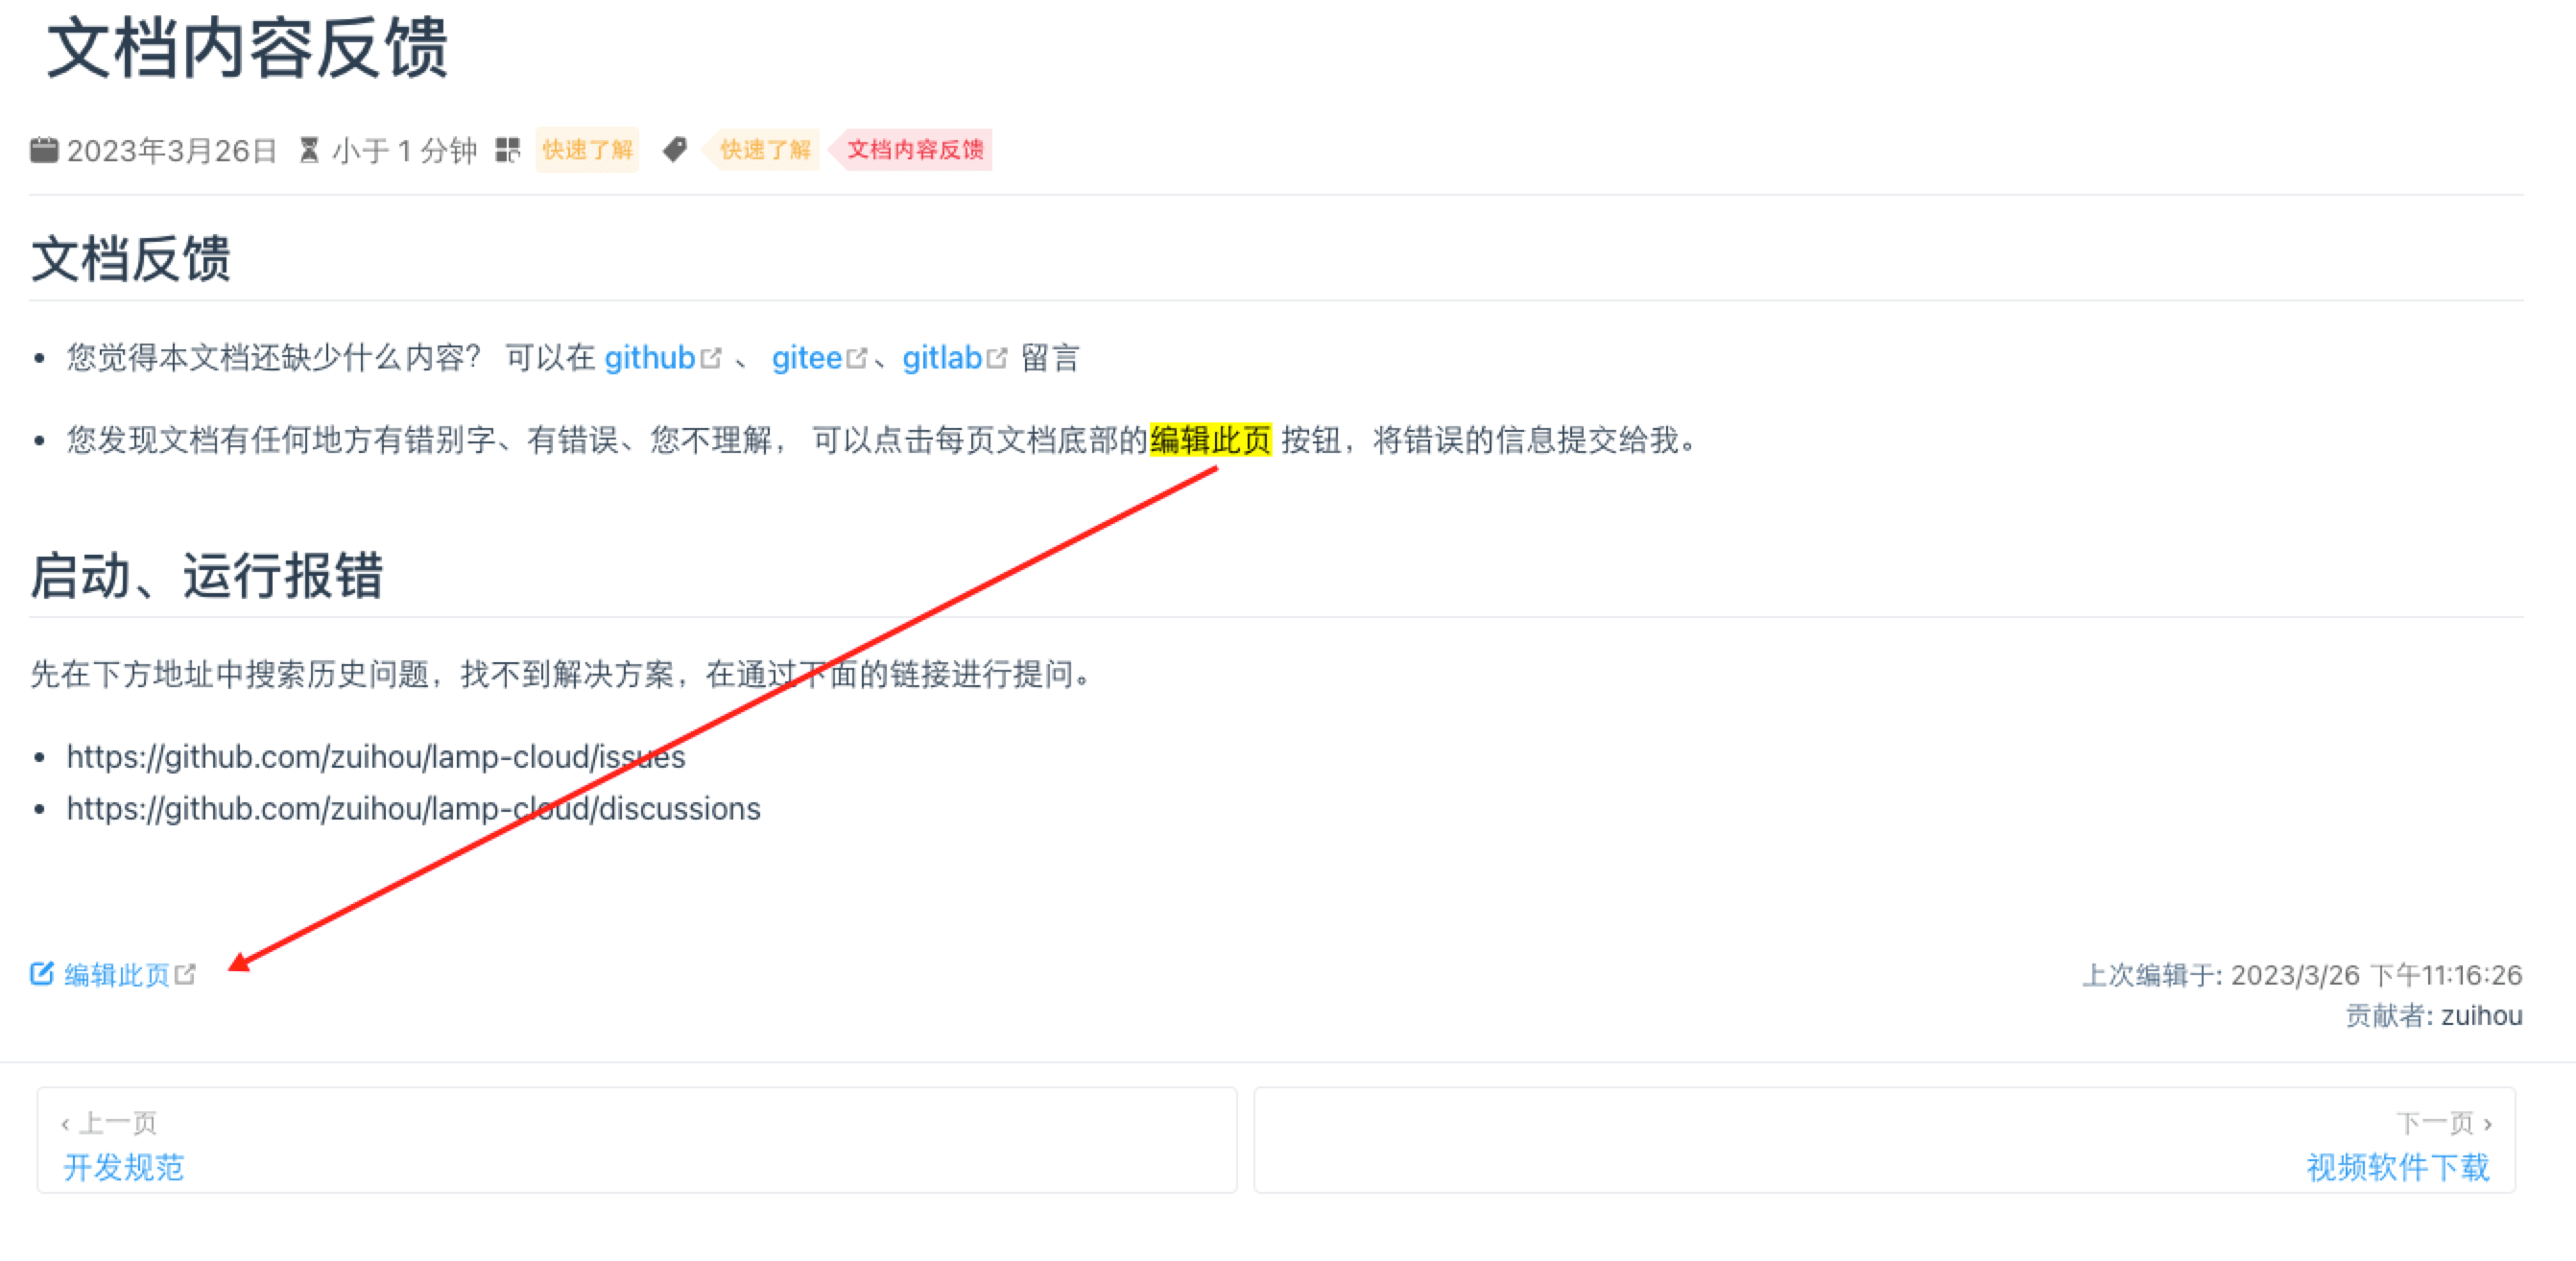 文档内容反馈
2023年3月26日 小于 1 分钟 快速了解 快速了解 文档内容反馈
文档反馈
• 您觉得本文档还缺少什么内容？ 可以在 github 、 gitee 、gitlab 留言
• 您发现文档有任何地方有错别字、有错误、您不理解， 可以点击每页文档底部的编辑此页 按钮，将错误的信息提交给我。
启动、运行报错
先在下方地址中搜索历史问题，找不到解决方案，在通过下面的链接进行提问。
• https://github.com/zuihou/lamp-cloud/issues
• https://github.com/zuihou/lamp-cloud/discussions
编辑此页
上次编辑于: 2023/3/26 下午11:16:26
贡献者: zuihou
‹ 上一页
开发规范
下一页 ›
视频软件下载